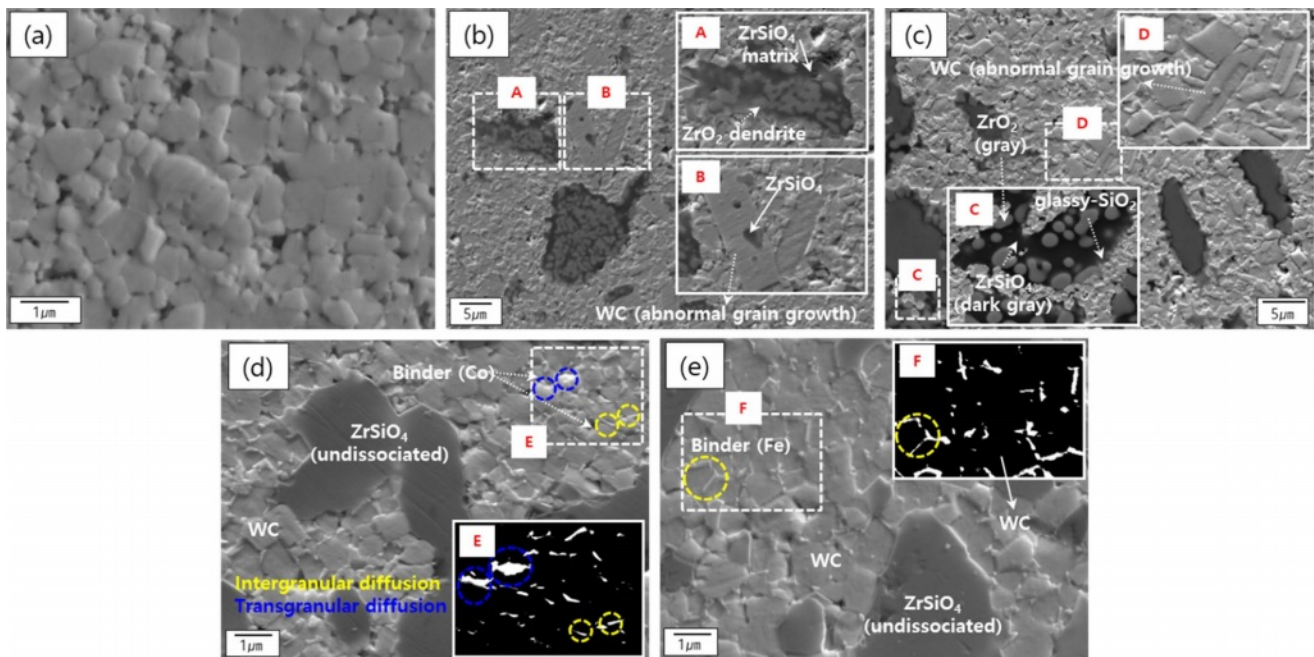 (a)
1μm
(b)
A
B
A
ZrSiO₄
matrix
ZrO₂ dendrite
B
ZrSiO₄
WC (abnormal grain growth)
5μm
(c)
D
WC (abnormal grain growth)
ZrO₂
(gray)
D
C
glassy-SiO₂
ZrSiO₄
(dark gray)
C
5μm
(d)
Binder (Co)
E
ZrSiO₄
(undissociated)
WC
E
Intergranular diffusion
Transgranular diffusion
1μm
(e)
F
F
Binder (Fe)
WC
WC
ZrSiO₄
(undissociated)
1μm